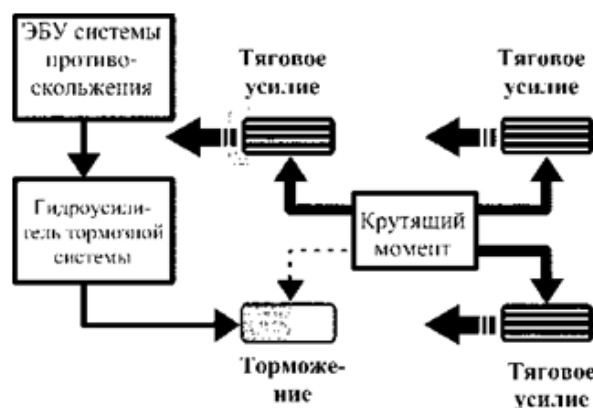 ЭБУ системы
противо-
скольжения
Тяговое
усилие
Тяговое
усилие
Гидроусили-
тель тормозной
системы
Крутящий
момент
Торможе-
ние
Тяговое
усилие